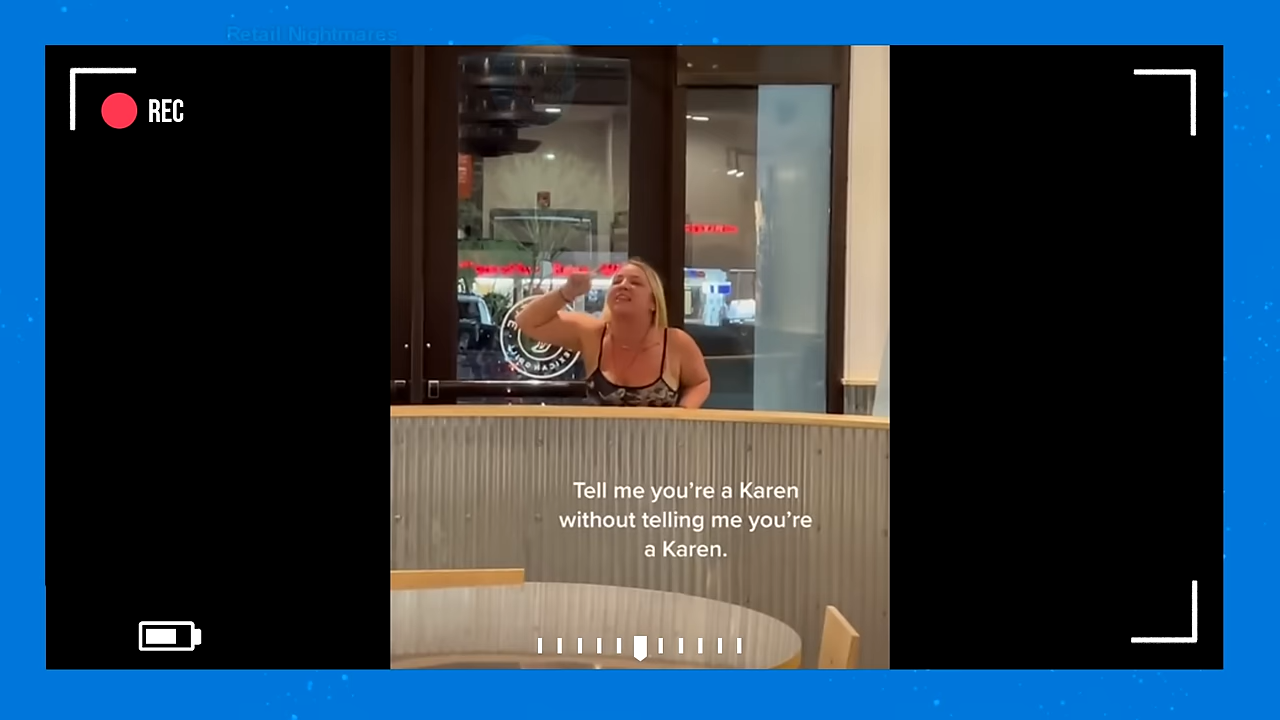 Retail Nightmares
REC
Tell me you’re a Karen
without telling me you’re
a Karen.